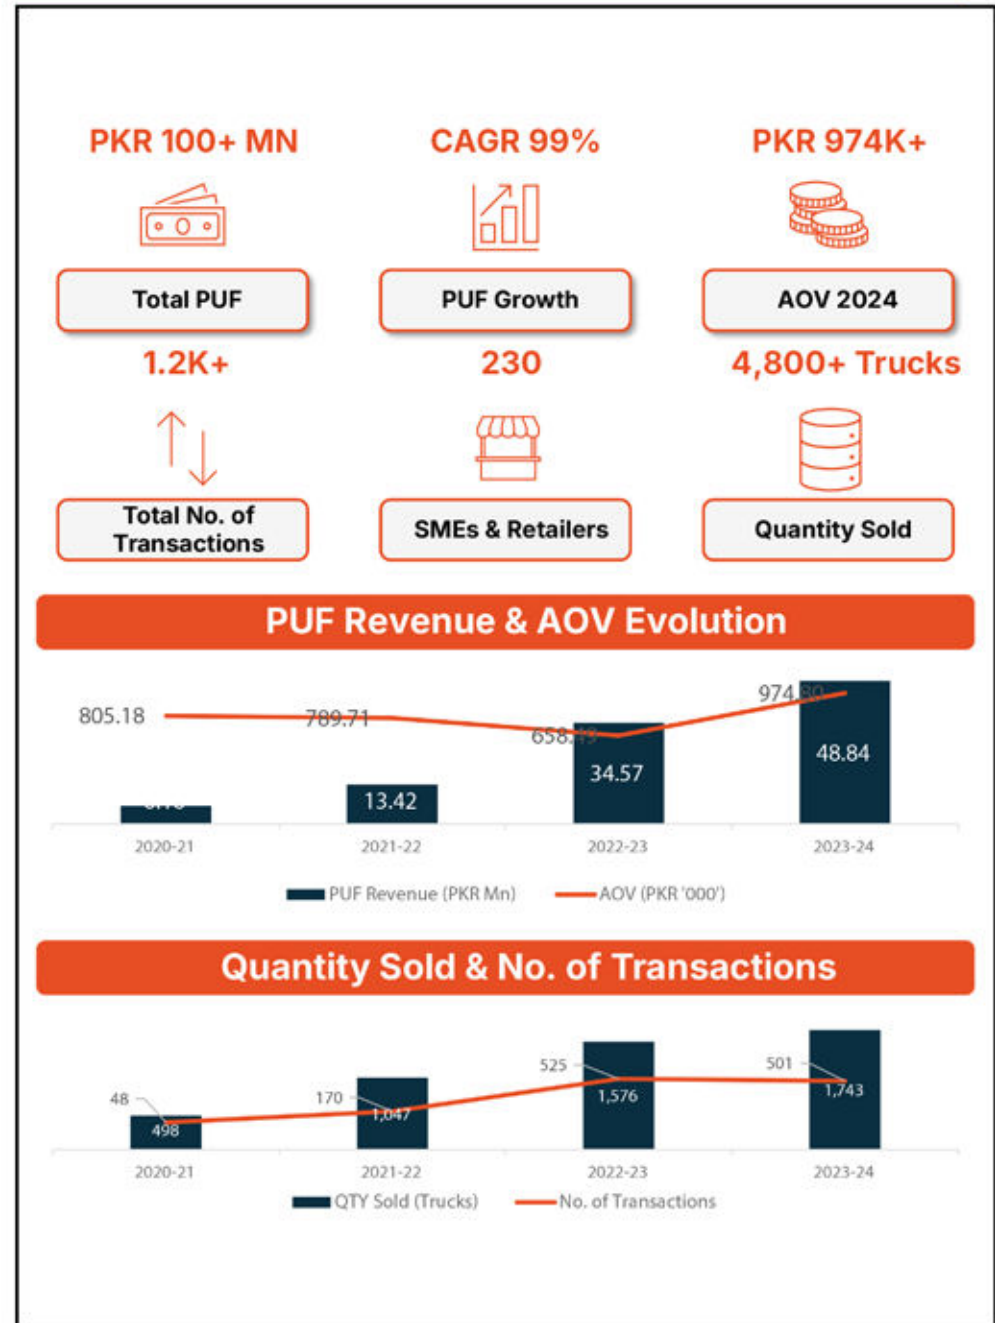 PKR 100+ MN
CAGR 99%
PKR 974K+
Total PUF
PUF Growth
AOV 2024
1.2K+
230
4,800+ Trucks
Total No. of
Transactions
SMEs & Retailers
Quantity Sold
PUF Revenue & AOV Evolution
805.18
789.71
658.49
974.80
13.42
34.57
48.84
2020-21
2021-22
2022-23
2023-24
PUF Revenue (PKR Mn)
AOV (PKR '000')
Quantity Sold & No. of Transactions
48
170
525
501
498
1,047
1,576
1,743
2020-21
2021-22
2022-23
2023-24
QTY Sold (Trucks)
No. of Transactions